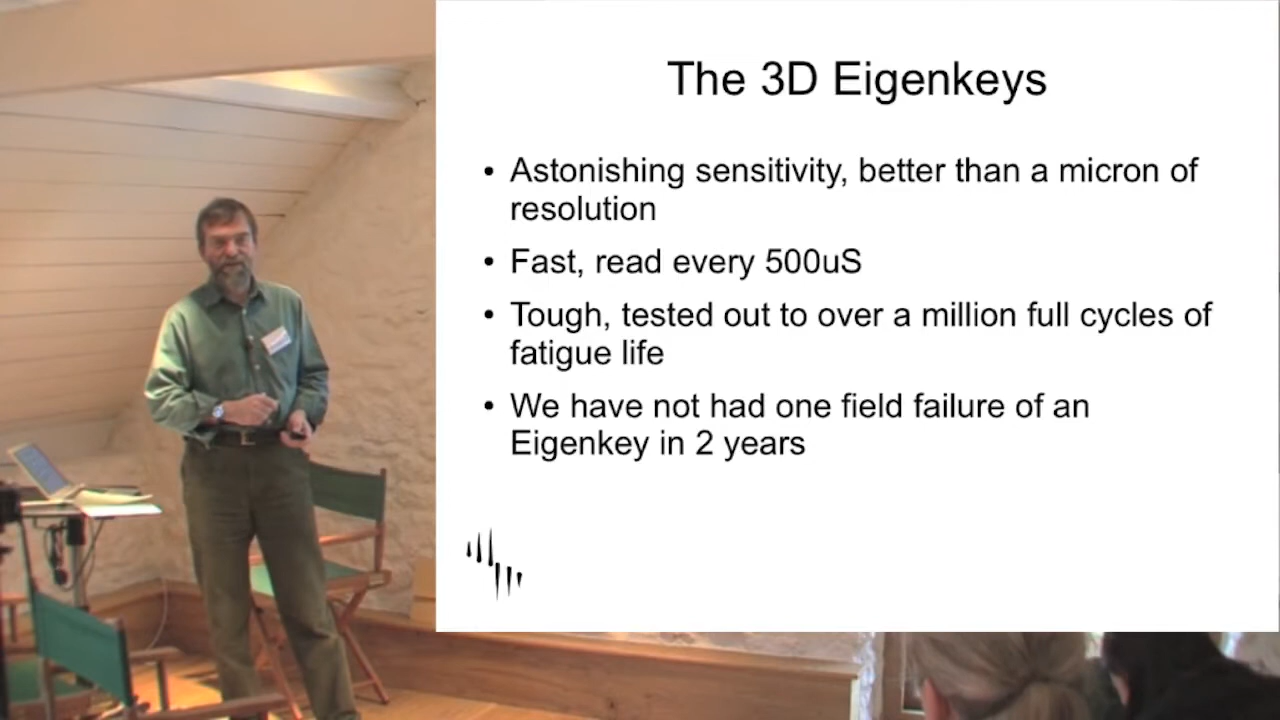 The 3D Eigenkeys
• Astonishing sensitivity, better than a micron of
resolution
• Fast, read every 500uS
• Tough, tested out to over a million full cycles of
fatigue life
• We have not had one field failure of an
Eigenkey in 2 years